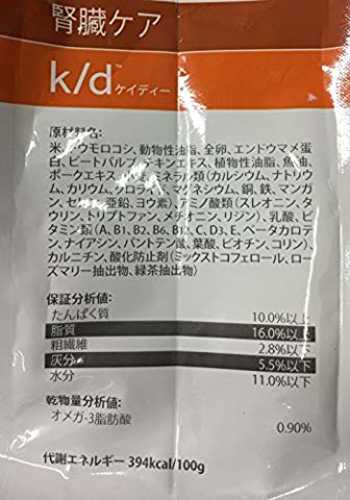 腎臓ケア
k/d™ケイディー
原材料名:
米、トウモロコシ、動物性油脂、全卵、エンドウマメ蛋
白、ビートパルプ、チキンエキス、植物性油脂、魚油、
ポークエキス、小麦、ミネラル類(カルシウム、ナトリウ
ム、カリウム、クロライド、マグネシウム、銅、鉄、マンガ
ン、セレン、亜鉛、ヨウ素)、アミノ酸類(スレオニン、タ
ウリン、トリプトファン、メチオニン、リジン)、乳酸、ビ
タミン類(A、B1、B2、B6、B12、C、D3、E、ベータカロテ
ン、ナイアシン、パントテン酸、葉酸、ビオチン、コリン)、
カルニチン、酸化防止剤(ミックストコフェロール、ロー
ズマリー抽出物、緑茶抽出物)
保証分析値:
たんぱく質 10.0%以上
脂質 16.0%以上
粗繊維 2.8%以下
灰分 5.5%以下
水分 11.0%以下
乾物量分析値:
オメガ-3脂肪酸 0.90%
代謝エネルギー 394kcal/100g